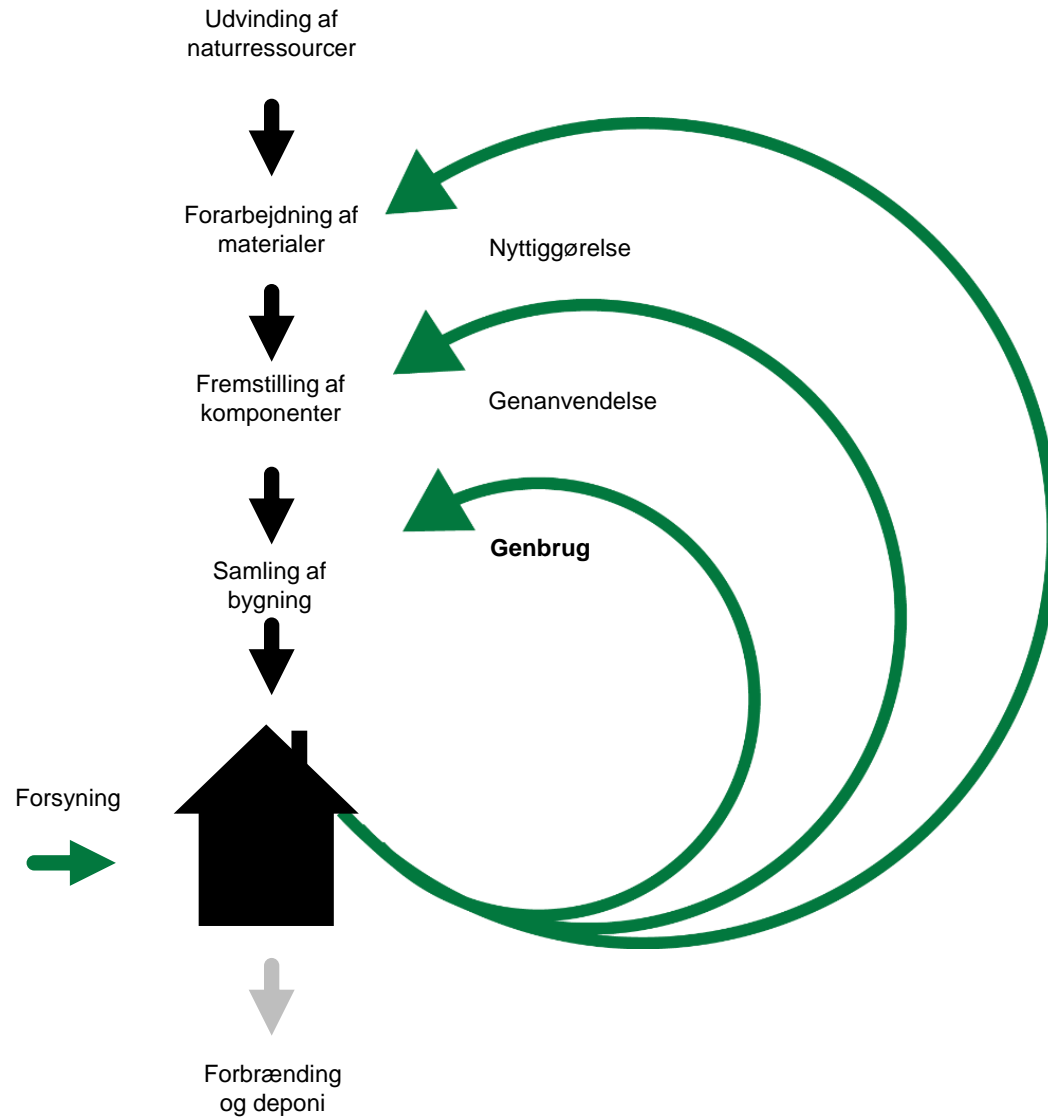 Udvinding af
naturressourcer
Forarbejdning af
materialer
Nyttiggørelse
Fremstilling af
komponenter
Genanvendelse
Genbrug
Samling af
bygning
Forsyning
Forbrænding
og deponi